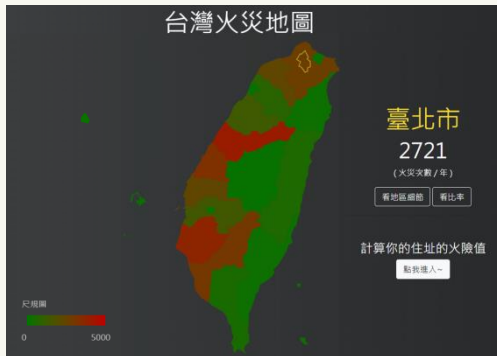 台灣火災地圖
臺北市
2721
(火災次數/年)
看地區細節 看比率
計算你的住址的火險值
點我進入~
尺規圖
0 5000